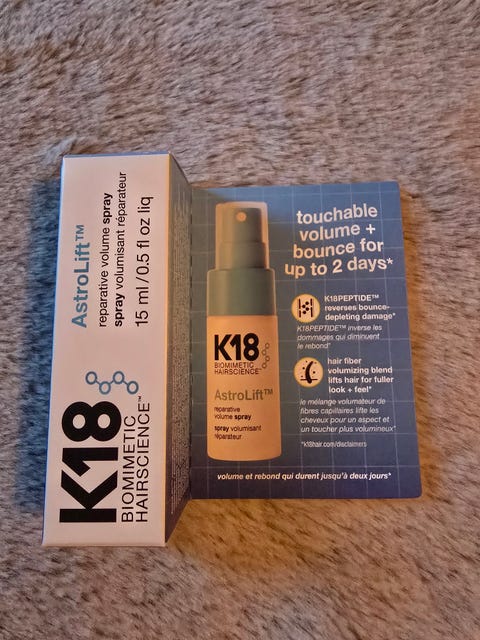 AstroLift™
reparative volume spray
spray volumisant réparateur
15 ml/0.5 fl oz liq
K18
BIOMIMETIC
HAIRSCIENCE™
touchable
volume +
bounce for
up to 2 days*
K18PEPTIDE™
reverses bounce-
depleting damage*
K18PEPTIDE™ inverse les
dommages qui diminuent
le rebond*
hair fiber
volumizing blend
lifts hair for fuller
look + feel*
le mélange volumateur de
fibres capillaires lifte les
cheveux pour un aspect et
un toucher plus volumineux*
*k18hair.com/disclaimers
K18
BIOMIMETIC
HAIRSCIENCE™
AstroLift™
reparative
volume spray
spray volumisant
réparateur
volume et rebond qui durent jusqu'à deux jours*